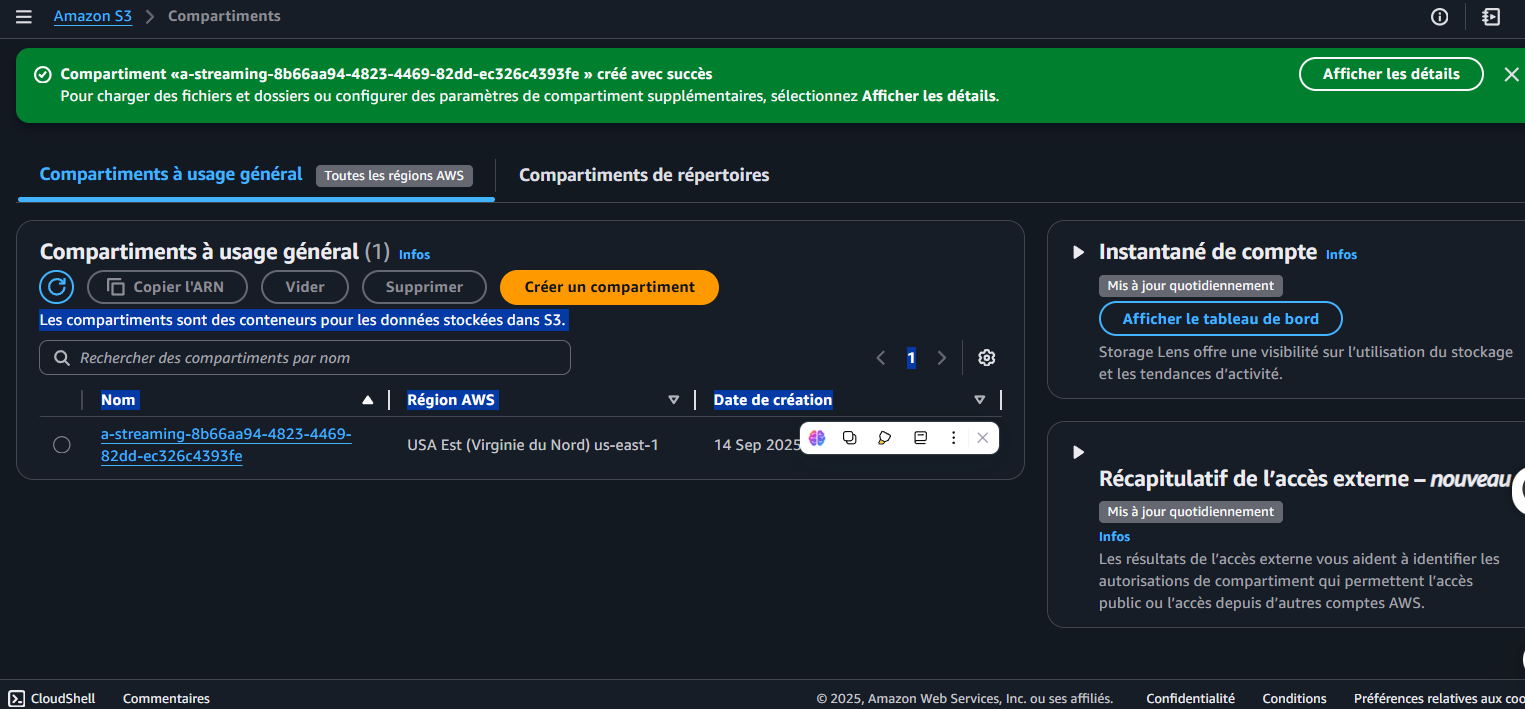 Amazon S3 > Compartiments
Compartiment «a-streaming-8b66aa94-4823-4469-82dd-ec326c4393fe » créé avec succès
Pour charger des fichiers et dossiers ou configurer des paramètres de compartiment supplémentaires, sélectionnez Afficher les détails.
Afficher les détails
Compartiments à usage général
Toutes les régions AWS
Compartiments de répertoires
Compartiments à usage général (1) Infos
Copier l'ARN
Vider
Supprimer
Créer un compartiment
Les compartiments sont des conteneurs pour les données stockées dans S3.
Rechercher des compartiments par nom
1
Nom
Région AWS
Date de création
a-streaming-8b66aa94-4823-4469-
82dd-ec326c4393fe
USA Est (Virginie du Nord) us-east-1
14 Sep 2025
Instantané de compte Infos
Mis à jour quotidiennement
Afficher le tableau de bord
Storage Lens offre une visibilité sur l’utilisation du stockage
et les tendances d’activité.
Récapitulatif de l’accès externe – nouveau
Mis à jour quotidiennement
Infos
Les résultats de l’accès externe vous aident à identifier les
autorisations de compartiment qui permettent l’accès
public ou l’accès depuis d’autres comptes AWS.
CloudShell
Commentaires
© 2025, Amazon Web Services, Inc. ou ses affiliés.
Confidentialité
Conditions
Préférences relatives aux